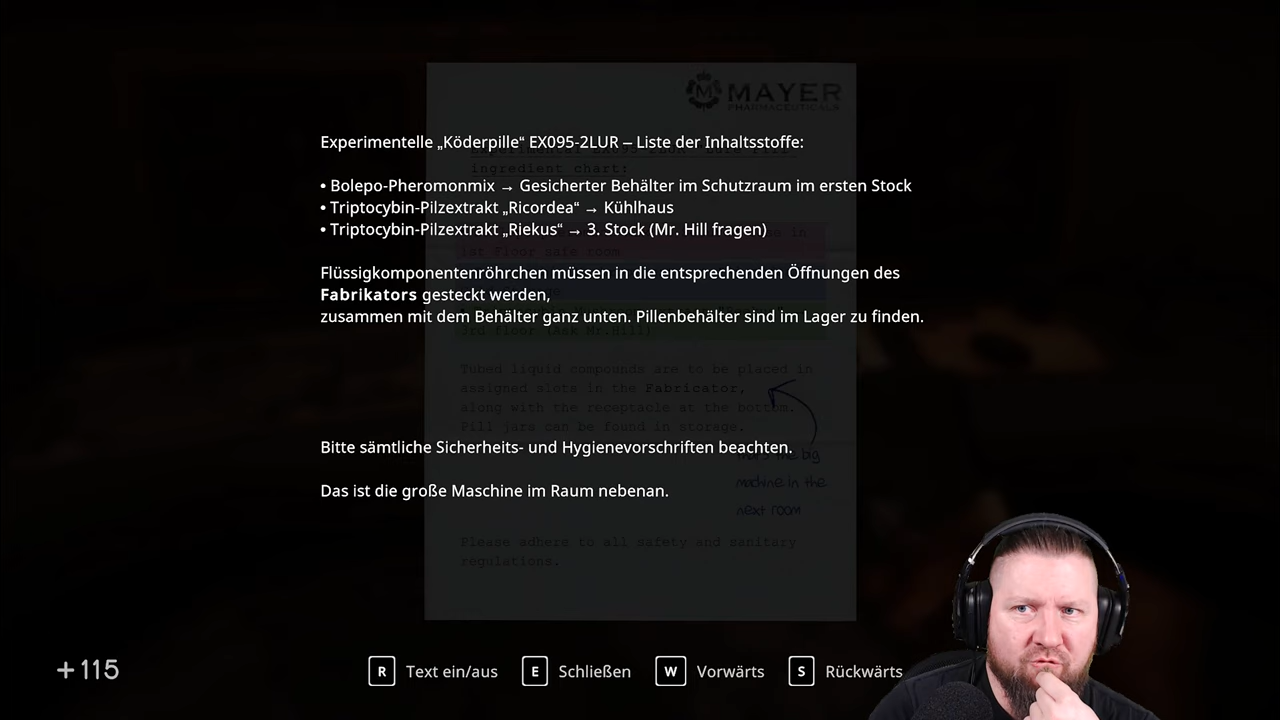 MAYER
PHARMACEUTICALS
Experimentelle „Köderpille“ EX095-2LUR – Liste der Inhaltsstoffe:
ingredient chart:
• Bolepo-Pheromonmix → Gesicherter Behälter im Schutzraum im ersten Stock
• Triptocybin-Pilzextrakt „Ricordea“ → Kühlhaus
• Triptocybin-Pilzextrakt „Riekus“ → 3. Stock (Mr. Hill fragen)
in
1st floor safe room
Flüssigkomponentenröhrchen müssen in die entsprechenden Öffnungen des
Fabrikators gesteckt werden,
zusammen mit dem Behälter ganz unten. Pillenbehälter sind im Lager zu finden.
3rd floor (ask Mr.Hill)
Tubed liquid compounds are to be placed in
assigned slots in the Fabricator,
along with the receptacle at the bottom.
Pill jars can be found in storage.
Bitte sämtliche Sicherheits- und Hygienevorschriften beachten.
that's the big
machine in the
next room
Das ist die große Maschine im Raum nebenan.
Please adhere to all safety and sanitary
regulations.
+115
R Text ein/aus E Schließen W Vorwärts S Rückwärts